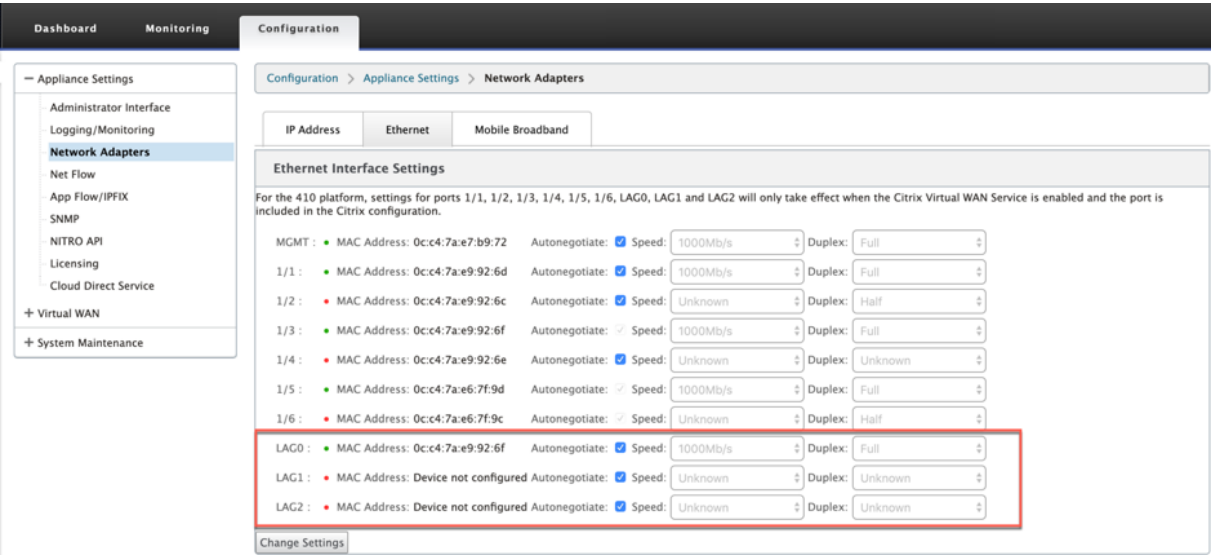 Dashboard Monitoring Configuration
− Appliance Settings
Administrator Interface
Logging/Monitoring
Network Adapters
Net Flow
App Flow/IPFIX
SNMP
NITRO API
Licensing
Cloud Direct Service
+ Virtual WAN
+ System Maintenance
Configuration > Appliance Settings > Network Adapters
IP Address Ethernet Mobile Broadband
Ethernet Interface Settings
For the 410 platform, settings for ports 1/1, 1/2, 1/3, 1/4, 1/5, 1/6, LAG0, LAG1 and LAG2 will only take effect when the Citrix Virtual WAN Service is enabled and the port is
included in the Citrix configuration.
MGMT : MAC Address: 0c:c4:7a:e7:b9:72 Autonegotiate: Speed: 1000Mb/s Duplex: Full
1/1 : MAC Address: 0c:c4:7a:e9:92:6d Autonegotiate: Speed: 1000Mb/s Duplex: Full
1/2 : MAC Address: 0c:c4:7a:e9:92:6c Autonegotiate: Speed: Unknown Duplex: Half
1/3 : MAC Address: 0c:c4:7a:e9:92:6f Autonegotiate: Speed: 1000Mb/s Duplex: Full
1/4 : MAC Address: 0c:c4:7a:e9:92:6e Autonegotiate: Speed: Unknown Duplex: Unknown
1/5 : MAC Address: 0c:c4:7a:e6:7f:9d Autonegotiate: Speed: 1000Mb/s Duplex: Full
1/6 : MAC Address: 0c:c4:7a:e6:7f:9c Autonegotiate: Speed: Unknown Duplex: Half
LAG0 : MAC Address: 0c:c4:7a:e9:92:6f Autonegotiate: Speed: 1000Mb/s Duplex: Full
LAG1 : MAC Address: Device not configured Autonegotiate: Speed: Unknown Duplex: Unknown
LAG2 : MAC Address: Device not configured Autonegotiate: Speed: Unknown Duplex: Unknown
Change Settings